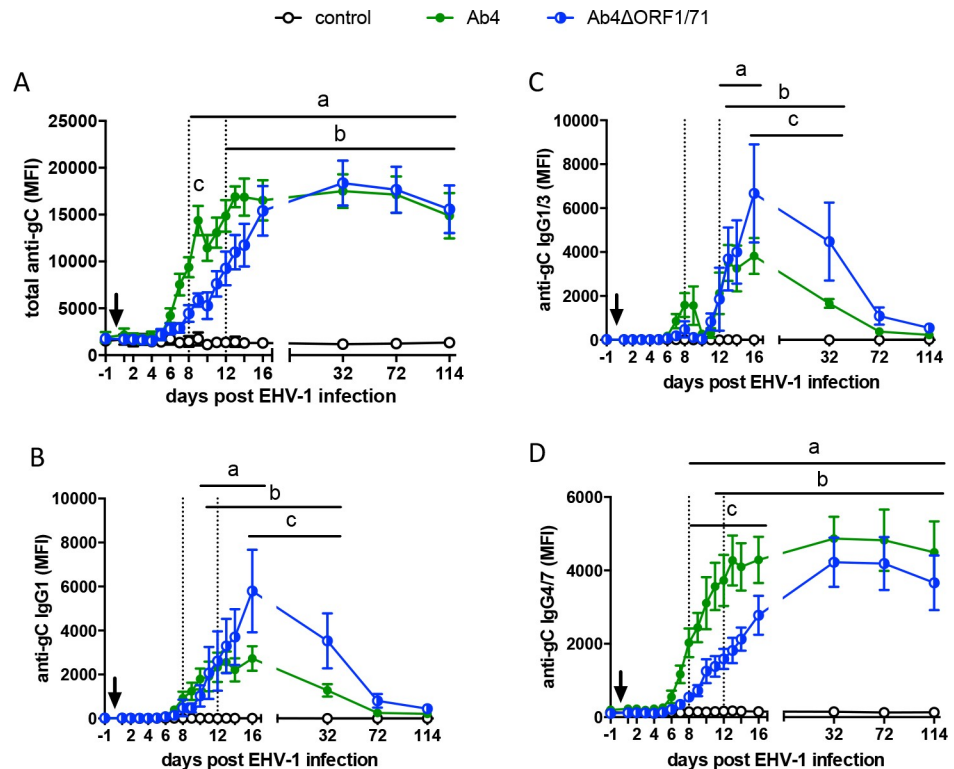 control Ab4 Ab4ΔORF1/71
A
a
b
c
total anti-gC (MFI)
25000
20000
15000
10000
5000
0
-1 2 4 6 8 12 16 32 72 114
days post EHV-1 infection
C
a
b
c
anti-gC IgG1/3 (MFI)
10000
8000
6000
4000
2000
0
-1 2 4 6 8 12 16 32 72 114
days post EHV-1 infection
B
a
b
c
anti-gC IgG1 (MFI)
10000
8000
6000
4000
2000
0
-1 2 4 6 8 12 16 32 72 114
days post EHV-1 infection
D
a
b
c
anti-gC IgG4/7 (MFI)
6000
4000
2000
0
-1 2 4 6 8 12 16 32 72 114
days post EHV-1 infection